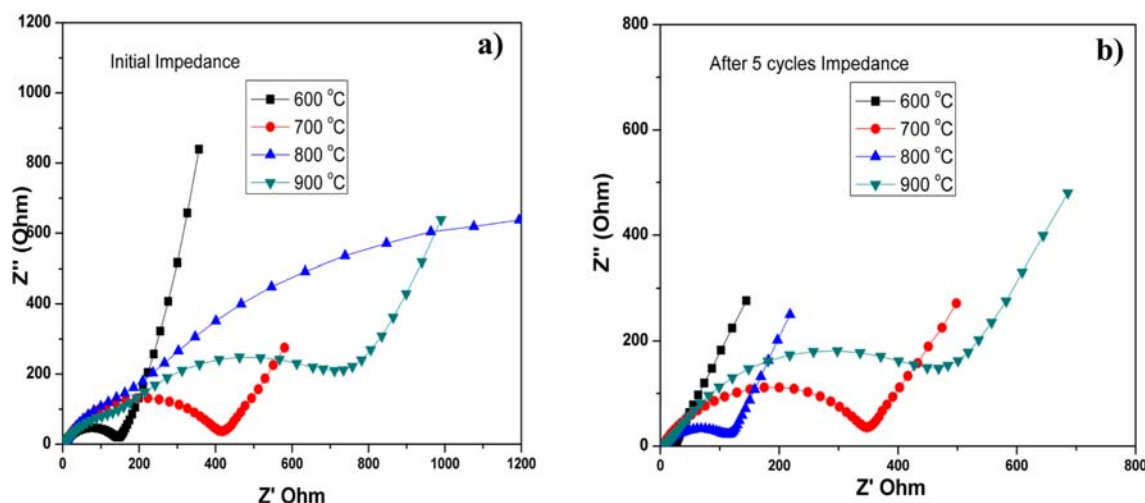 a)
Initial Impedance
600 °C
700 °C
800 °C
900 °C
1200
1000
800
600
400
200
0
Z'' (Ohm)
0 200 400 600 800 1000 1200
Z' Ohm
b)
After 5 cycles Impedance
600 °C
700 °C
800 °C
900 °C
800
600
400
200
0
Z'' (Ohm)
0 200 400 600 800
Z' Ohm